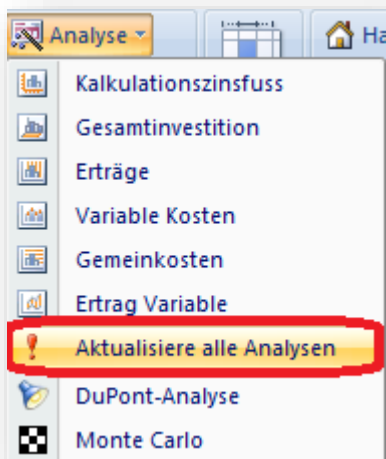 Analyse
Ha
Kalkulationszinsfuss
Gesamtinvestition
Erträge
Variable Kosten
Gemeinkosten
Ertrag Variable
Aktualisiere alle Analysen
DuPont-Analyse
Monte Carlo